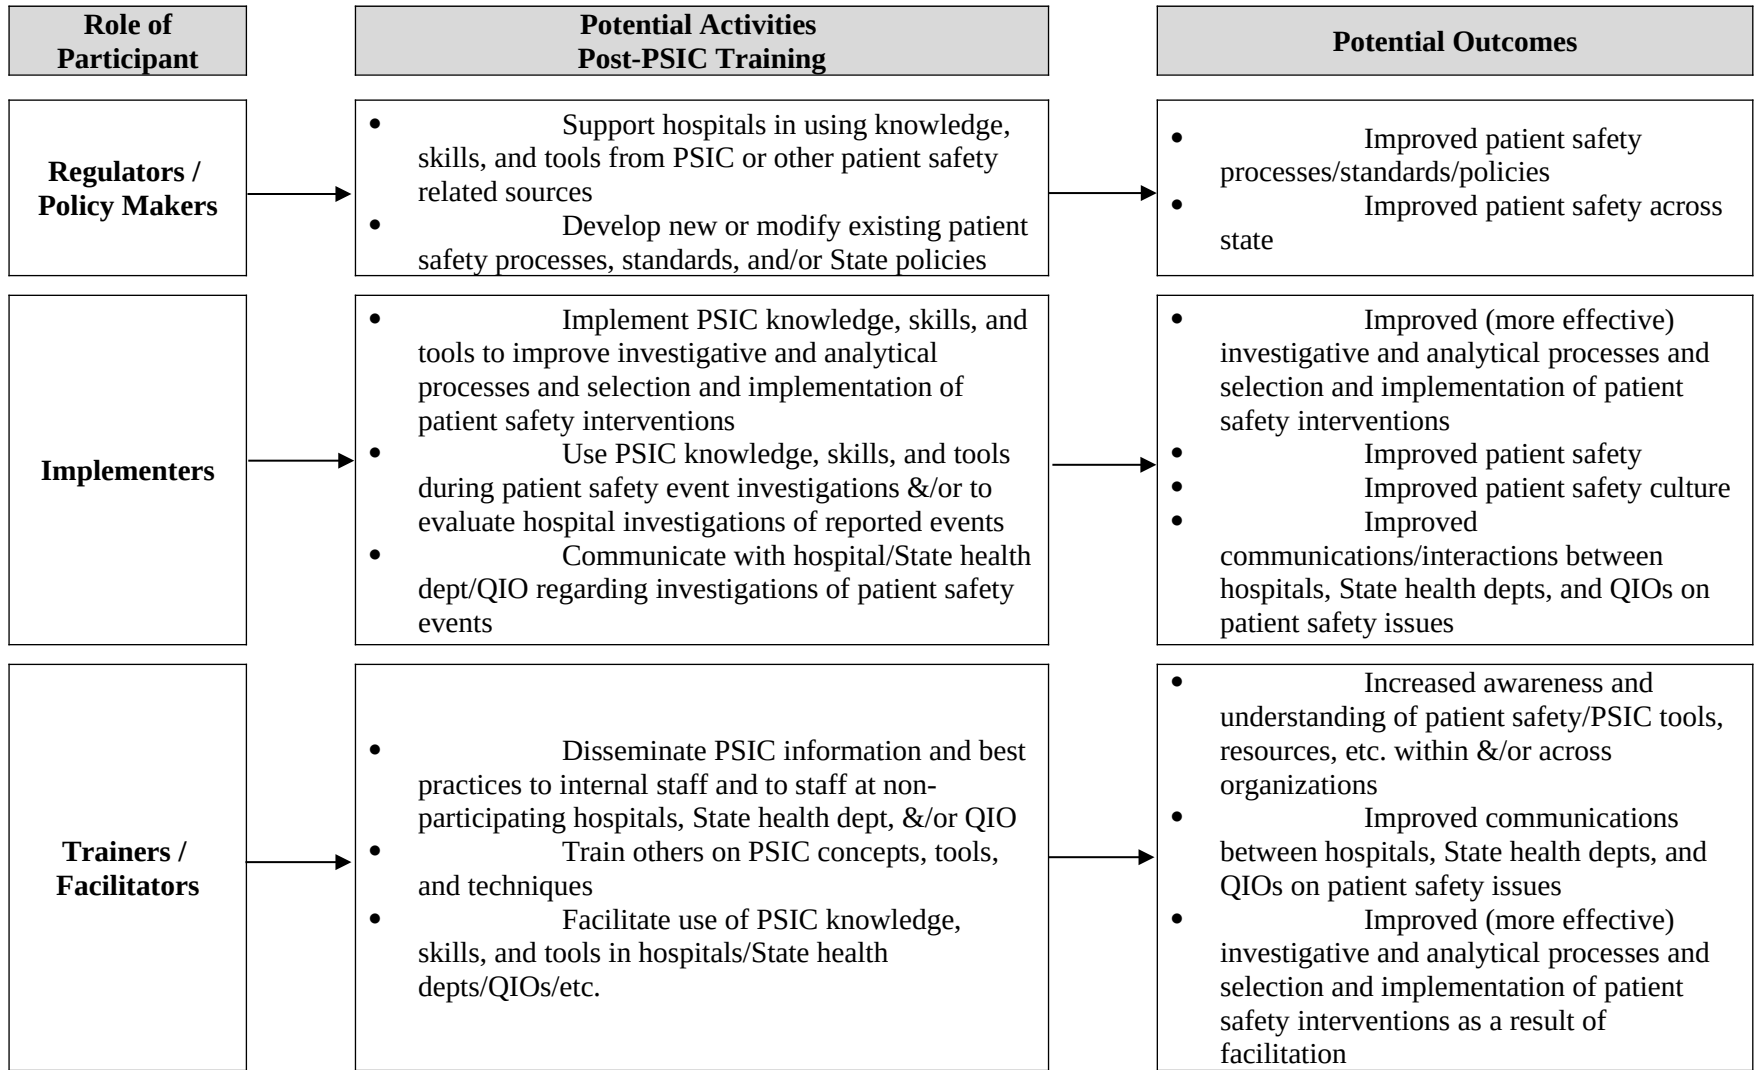 Role of
Participant
Potential Activities
Post-PSIC Training
Potential Outcomes
Regulators /
Policy Makers
• Support hospitals in using knowledge,
skills, and tools from PSIC or other patient safety
related sources
• Develop new or modify existing patient
safety processes, standards, and/or State policies
• Improved patient safety
processes/standards/policies
• Improved patient safety across
state
Implementers
• Implement PSIC knowledge, skills, and
tools to improve investigative and analytical
processes and selection and implementation of
patient safety interventions
• Use PSIC knowledge, skills, and tools
during patient safety event investigations &/or to
evaluate hospital investigations of reported events
• Communicate with hospital/State health
dept/QIO regarding investigations of patient safety
events
• Improved (more effective)
investigative and analytical processes and
selection and implementation of patient
safety interventions
• Improved patient safety
• Improved patient safety culture
• Improved
communications/interactions between
hospitals, State health depts, and QIOs on
patient safety issues
Trainers /
Facilitators
• Disseminate PSIC information and best
practices to internal staff and to staff at non-
participating hospitals, State health dept, &/or QIO
• Train others on PSIC concepts, tools,
and techniques
• Facilitate use of PSIC knowledge,
skills, and tools in hospitals/State health
depts/QIOs/etc.
• Increased awareness and
understanding of patient safety/PSIC tools,
resources, etc. within &/or across
organizations
• Improved communications
between hospitals, State health depts, and
QIOs on patient safety issues
• Improved (more effective)
investigative and analytical processes and
selection and implementation of patient
safety interventions as a result of
facilitation